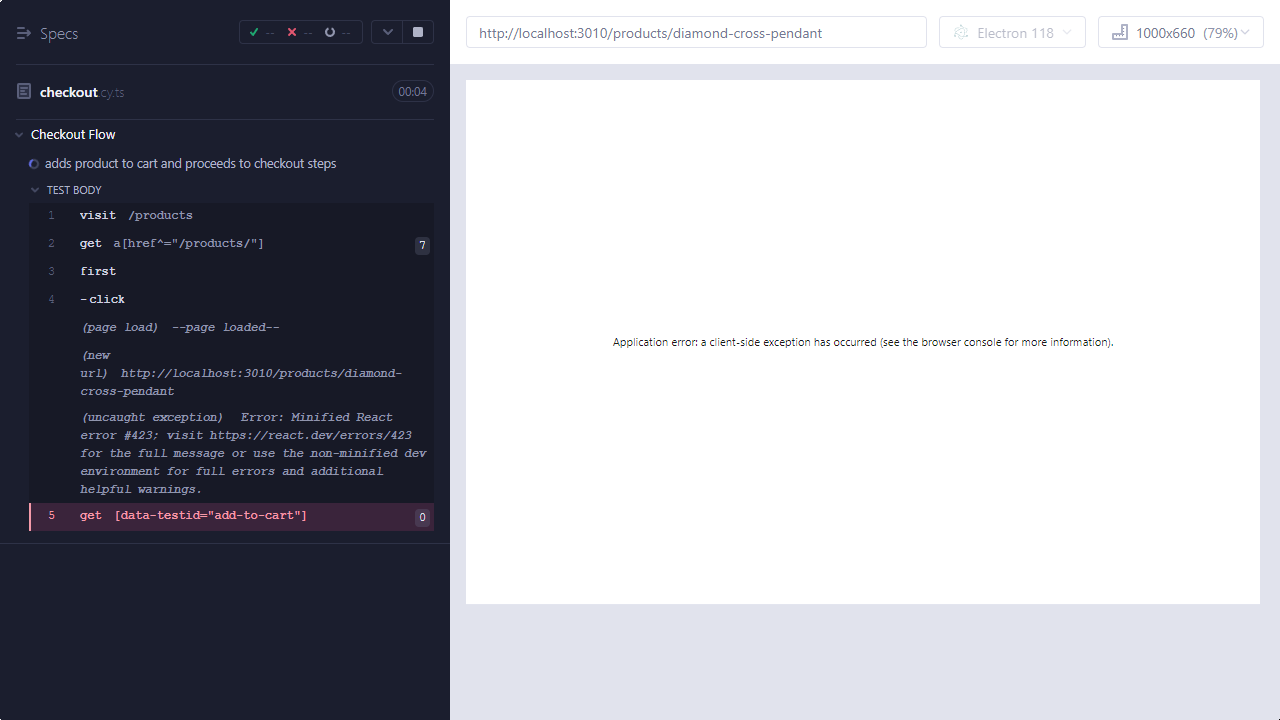 Specs
-- -- --
checkout.cy.ts
00:04
Checkout Flow
adds product to cart and proceeds to checkout steps
TEST BODY
1 visit /products
2 get a[href^="/products/"] 7
3 first
4 -click
(page load) --page loaded--
(new
url) http://localhost:3010/products/diamond-
cross-pendant
(uncaught exception) Error: Minified React
error #423; visit https://react.dev/errors/423
for the full message or use the non-minified dev
environment for full errors and additional
helpful warnings.
5 get [data-testid="add-to-cart"] 0
http://localhost:3010/products/diamond-cross-pendant
Electron 118
1000x660 (79%)
Application error: a client-side exception has occurred (see the browser console for more information).